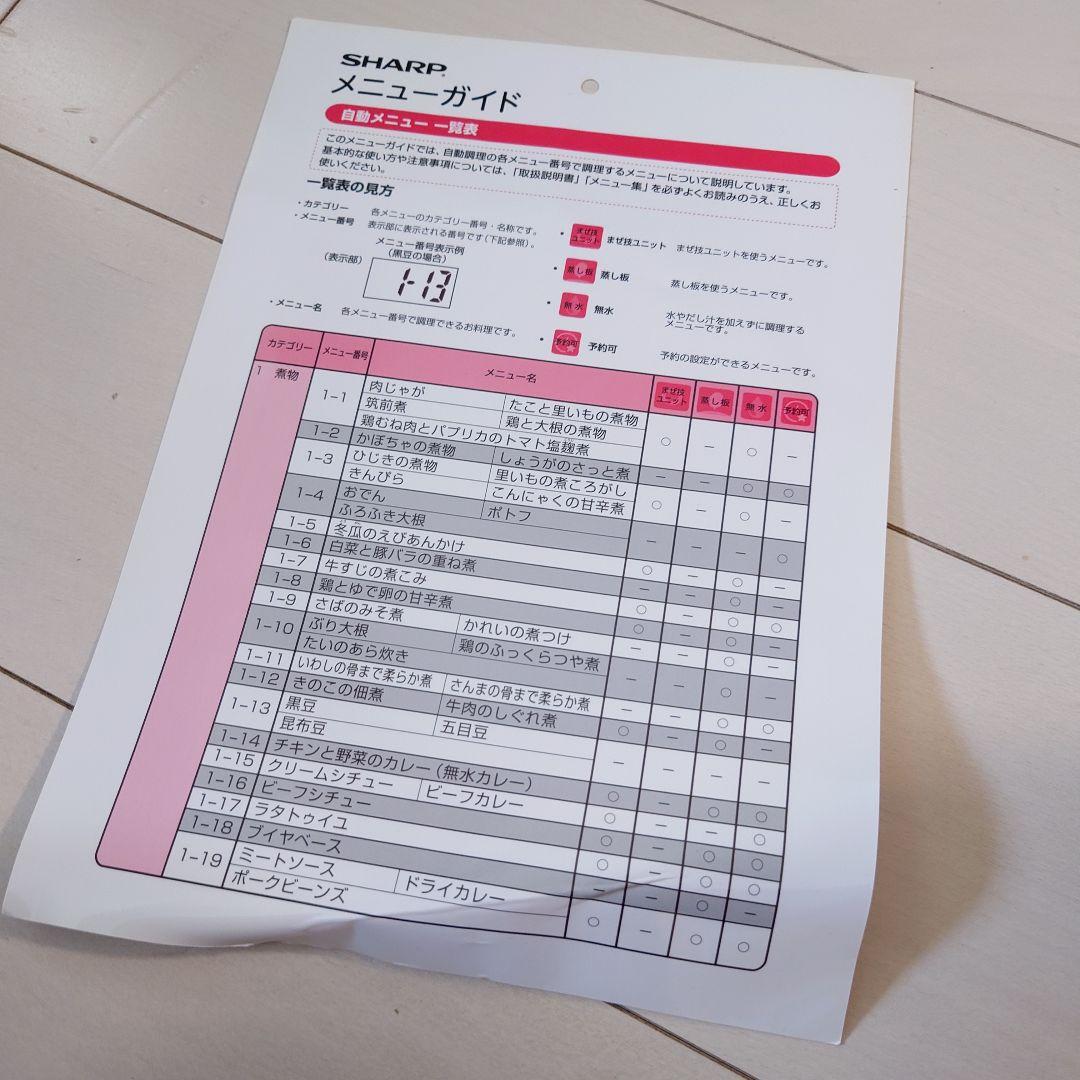 SHARP
メニューガイド
自動メニュー 一覧表
このメニューガイドでは、自動調理の各メニュー番号で調理するメニューについて説明しています。
基本的な使い方や注意事項については、「取扱説明書」「メニュー集」を必ずよくお読みのうえ、正しくお
使いください。
一覧表の見方
・カテゴリー 各メニューのカテゴリー番号・名称です。
・メニュー番号 表示部に表示される番号です(下記参照)。
メニュー番号表示例
(黒豆の場合)
(表示部) 1-13
・メニュー名 各メニュー番号で調理できるお料理です。
・ まぜ技ユニット まぜ技ユニット まぜ技ユニットを使うメニューです。
・ 蒸し板 蒸し板 蒸し板を使うメニューです。
・ 無水 無水 水やだし汁を加えずに調理する
メニューです。
・ 予約可 予約可 予約の設定ができるメニューです。
カテゴリー メニュー番号 メニュー名 まぜ技ユニット 蒸し板 無水 予約可
1 煮物
1-1 肉じゃが たこと里いもの煮物 ○ − ○ −
筑前煮 鶏と大根の煮物
鶏むね肉とパプリカのトマト塩麹煮
1-2 かぼちゃの煮物 しょうがのさっと煮 − − ○ ○
1-3 ひじきの煮物 里いもの煮ころがし ○ − ○ −
きんぴら こんにゃくの甘辛煮
1-4 おでん ポトフ − − − ○
ふろふき大根
1-5 冬瓜のえびあんかけ ○ − ○ −
1-6 白菜と豚バラの重ね煮 − − ○ −
1-7 牛すじの煮こみ ○ − ○ ○
1-8 鶏とゆで卵の甘辛煮 ○ − ○ −
1-9 さばのみそ煮 かれいの煮つけ − − ○ −
1-10 ぶり大根 鶏のふっくらつや煮 − − ○ −
たいのあら炊き
1-11 いわしの骨まで柔らか煮 さんまの骨まで柔らか煮 − − ○ ○
1-12 きのこの佃煮 牛肉のしぐれ煮 ○ − ○ −
1-13 黒豆 五目豆 − − − −
昆布豆
1-14 チキンと野菜のカレー(無水カレー) ○ − ○ ○
1-15 クリームシチュー ビーフカレー ○ − − ○
1-16 ビーフシチュー ○ − ○ ○
1-17 ラタトゥイユ ○ − ○ ○
1-18 ブイヤベース − − ○ −
1-19 ミートソース ドライカレー ○ − ○ ○
ポークビーンズ